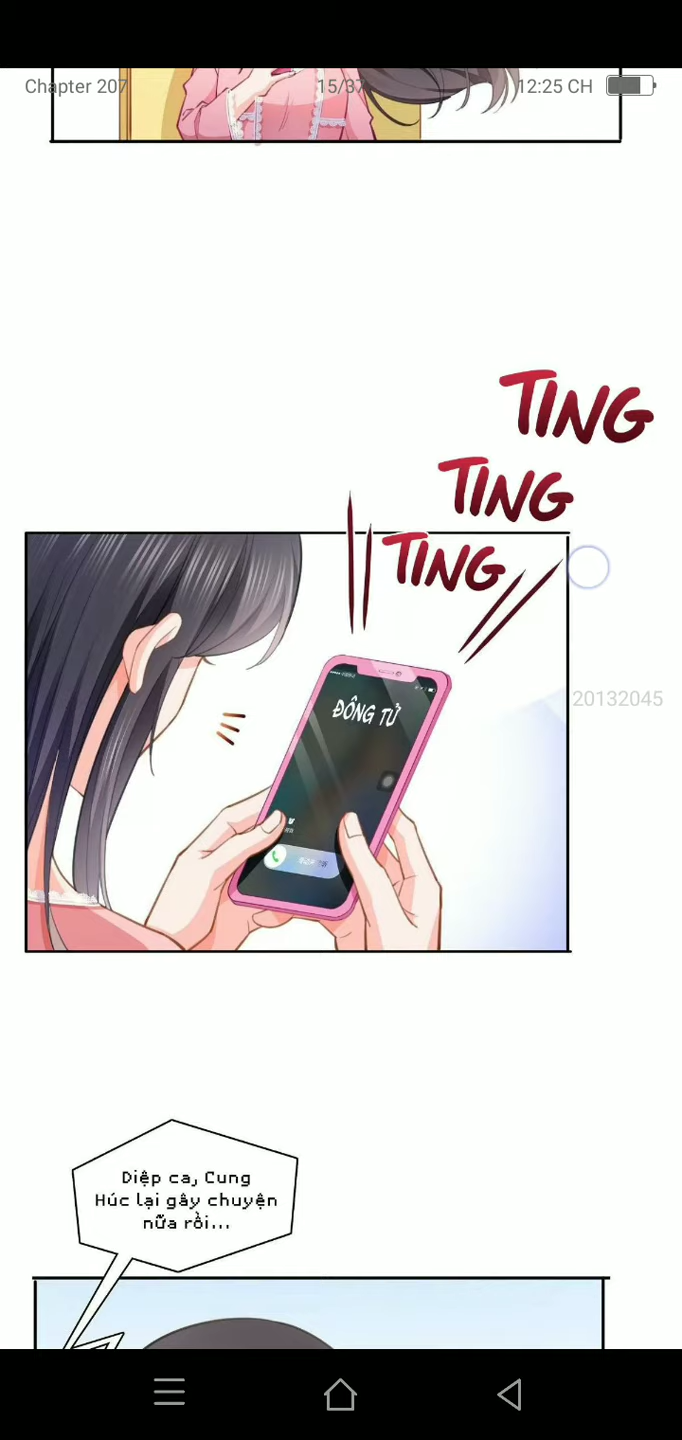 Chapter 207
15/37
12:25 CH
TING
TING
TING
20132045
ĐÔNG TỬ
Diệp ca, Cung
Húc lại gây chuyện
nữa rồi...